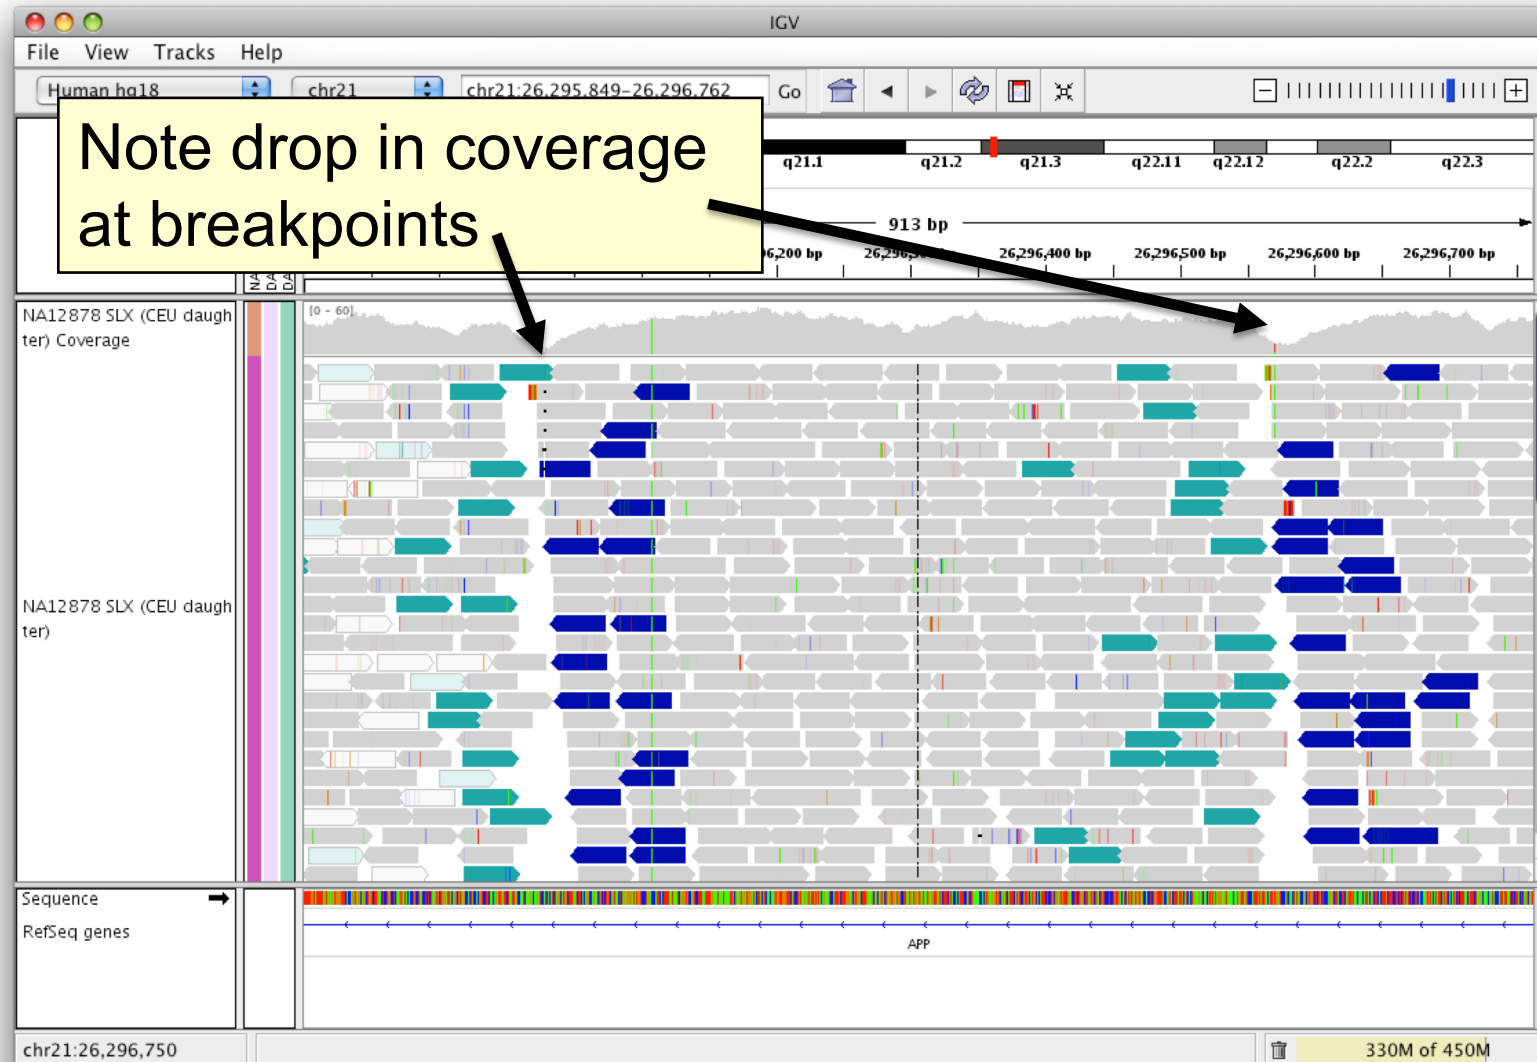 IGV
File View Tracks Help
Human hg18 chr21 chr21:26,295,849-26,296,762 Go
Note drop in coverage
at breakpoints
q21.1 q21.2 q21.3 q22.11 q22.12 q22.2 q22.3
913 bp
26,296,400 bp 26,296,500 bp 26,296,600 bp 26,296,700 bp
NA12878 SLX (CEU daugh
ter) Coverage
[0 - 60]
NA12878 SLX (CEU daugh
ter)
Sequence
RefSeq genes
APP
chr21:26,296,750
330M of 450M